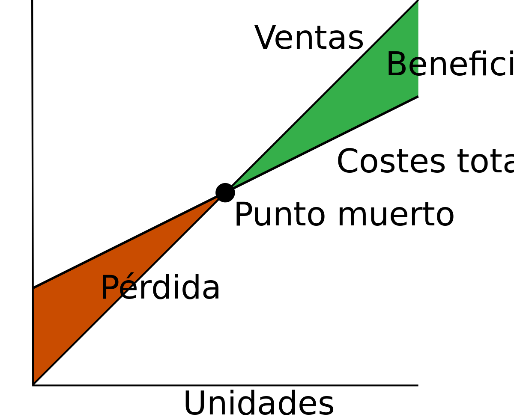 Ventas
Benefici
Costes tota
Punto muerto
Pérdida
Unidades